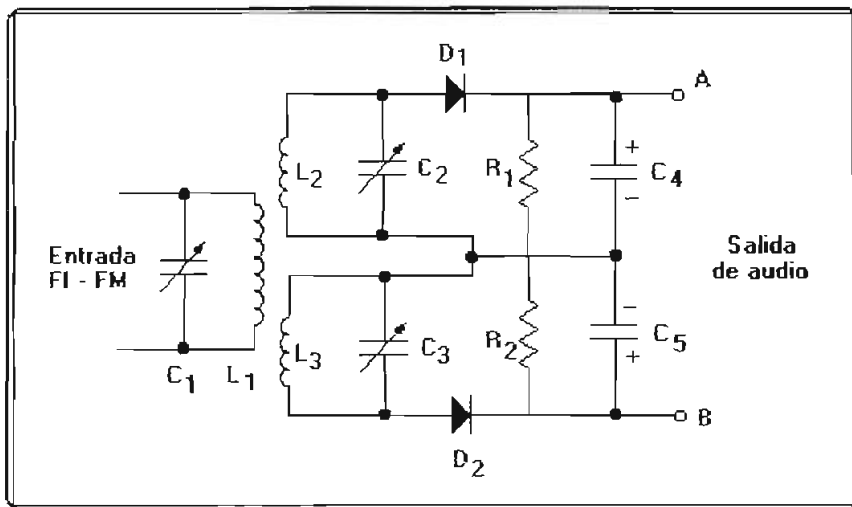 D1
A
L2
C2
R1
+
C4
-
Entrada
FI - FM
Salida
de audio
L3
C3
R2
-
C5
+
C1
L1
B
D2